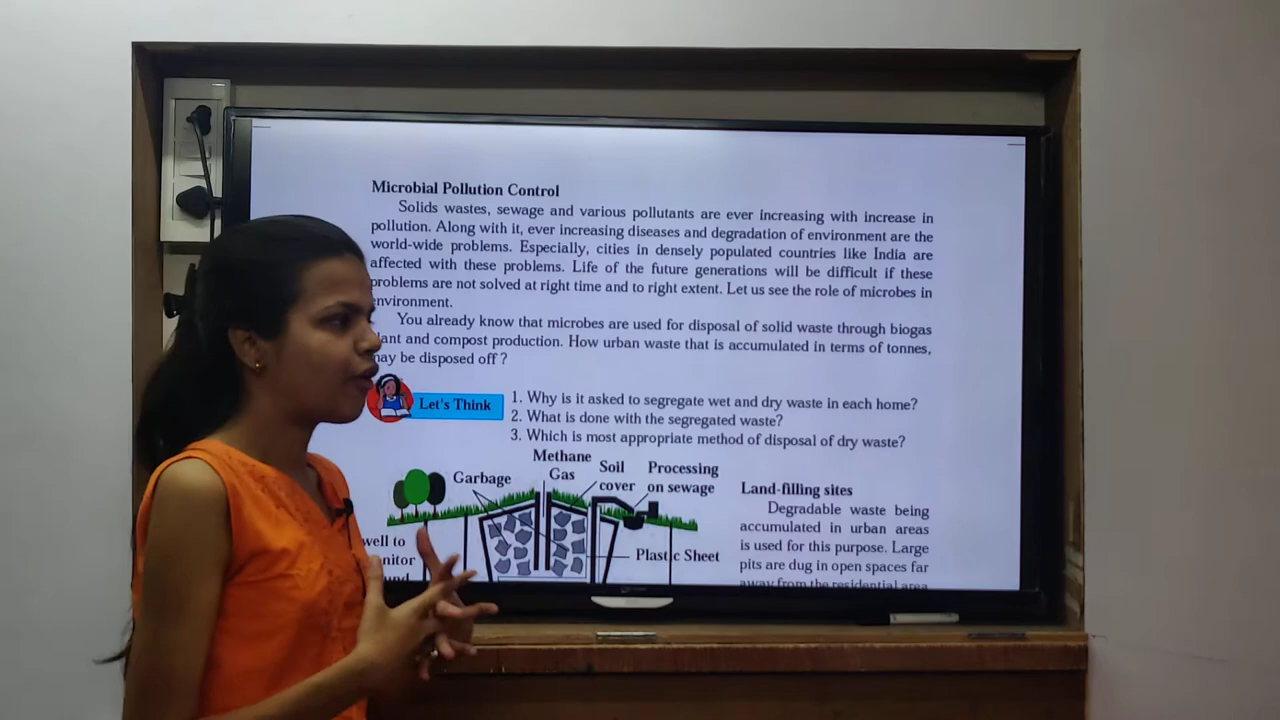 Microbial Pollution Control
Solids wastes, sewage and various pollutants are ever increasing with increase in
pollution. Along with it, ever increasing diseases and degradation of environment are the
world-wide problems. Especially, cities in densely populated countries like India are
affected with these problems. Life of the future generations will be difficult if these
problems are not solved at right time and to right extent. Let us see the role of microbes in
nvironment.
You already know that microbes are used for disposal of solid waste through biogas
lant and compost production. How urban waste that is accumulated in terms of tonnes,
may be disposed off ?
Let's Think
1. Why is it asked to segregate wet and dry waste in each home?
2. What is done with the segregated waste?
3. Which is most appropriate method of disposal of dry waste?
Garbage
Methane
Gas
Soil
cover
Processing
on sewage
well to
nitor
Plastic Sheet
Land-filling sites
Degradable waste being
accumulated in urban areas
is used for this purpose. Large
pits are dug in open spaces far
away from the residential area